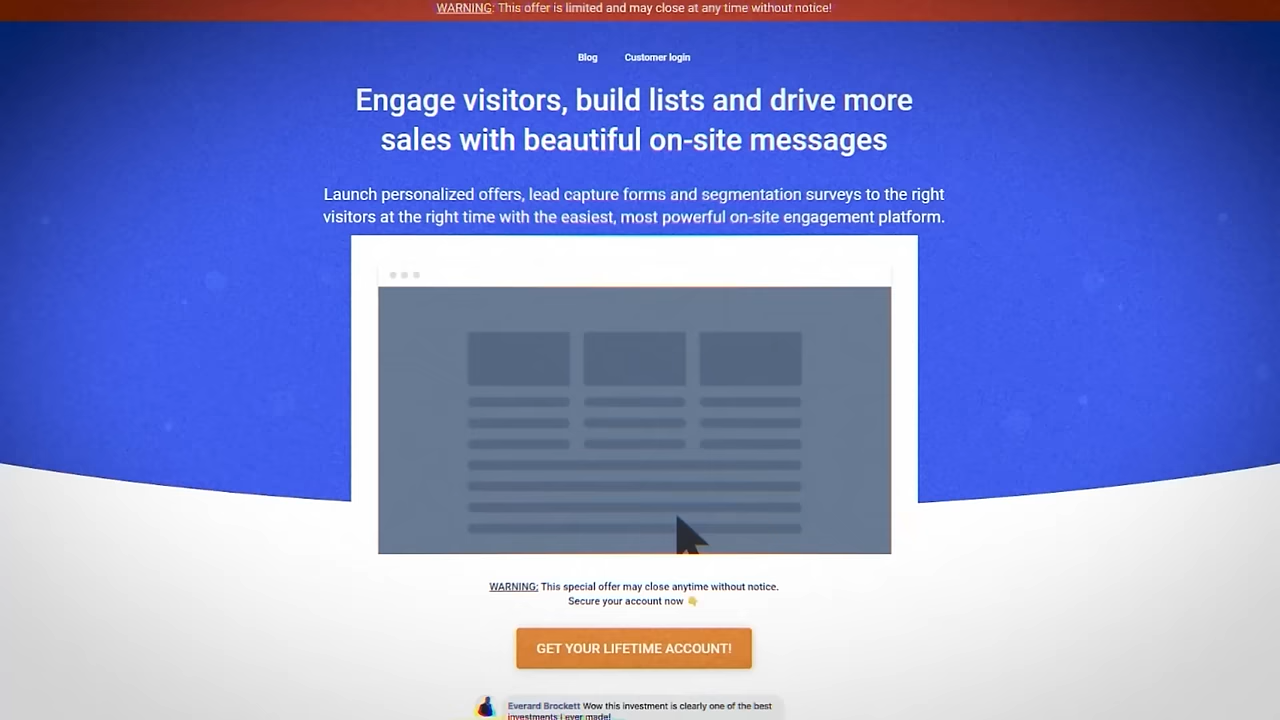 WARNING: This offer is limited and may close at any time without notice!
Blog Customer login
Engage visitors, build lists and drive more
sales with beautiful on-site messages
Launch personalized offers, lead capture forms and segmentation surveys to the right
visitors at the right time with the easiest, most powerful on-site engagement platform.
WARNING: This special offer may close anytime without notice.
Secure your account now 👇
GET YOUR LIFETIME ACCOUNT!
Everard Brockett Wow this investment is clearly one of the best
investments I ever made!